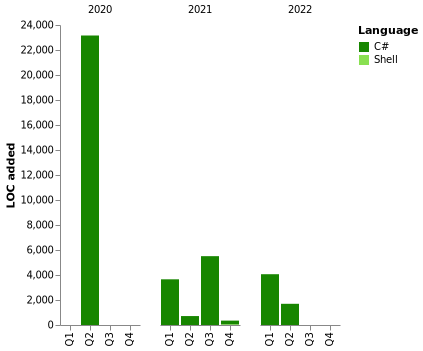 2020 2021 2022
Language
C#
Shell
LOC added
24,000
22,000
20,000
18,000
16,000
14,000
12,000
10,000
8,000
6,000
4,000
2,000
0
Q1 Q2 Q3 Q4 Q1 Q2 Q3 Q4 Q1 Q2 Q3 Q4